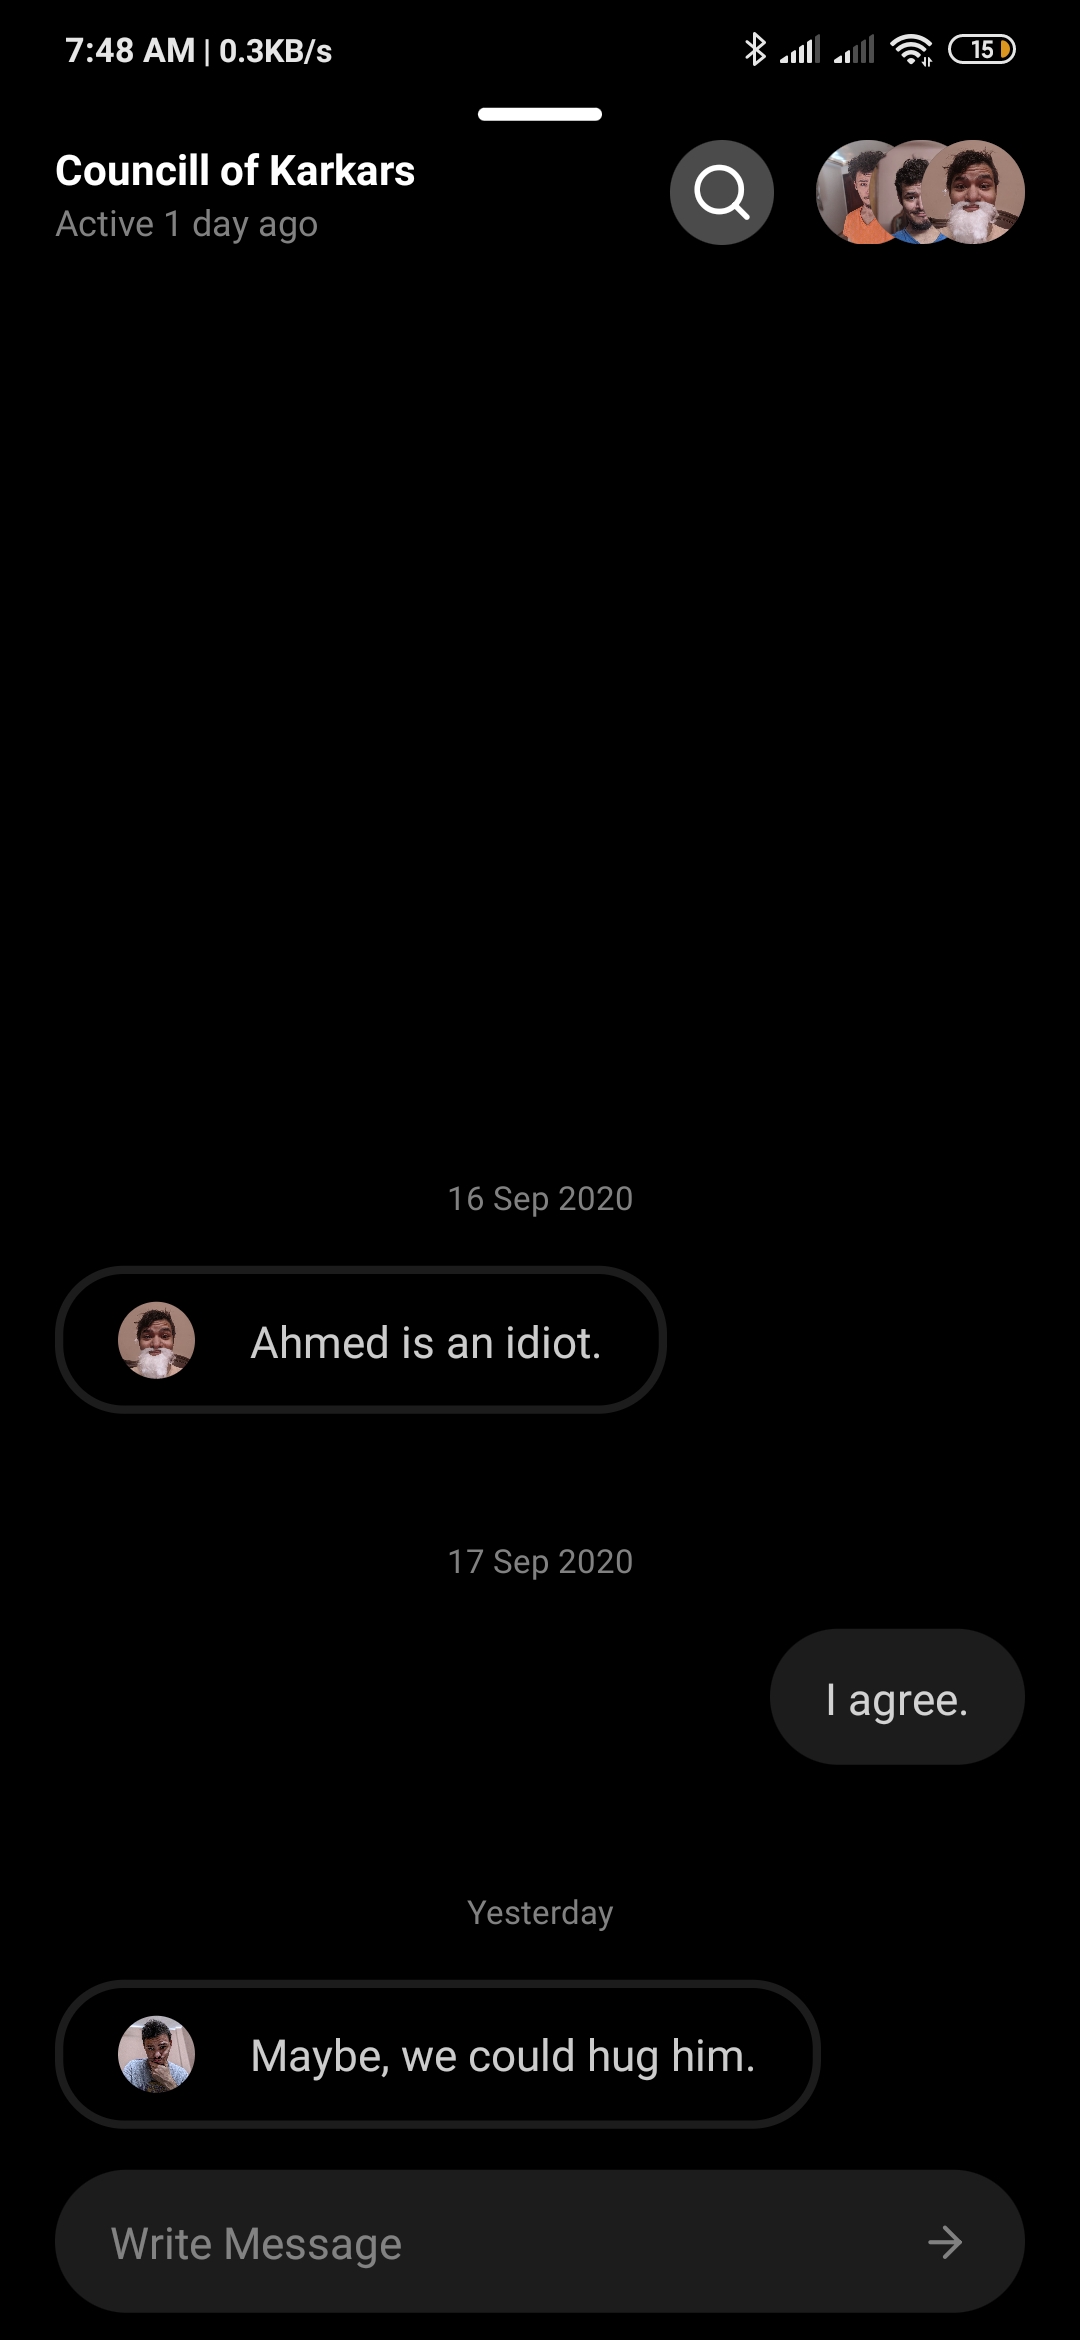 7:48 AM | 0.3KB/s 15
Councill of Karkars
Active 1 day ago
16 Sep 2020
Ahmed is an idiot.
17 Sep 2020
I agree.
Yesterday
Maybe, we could hug him.
Write Message